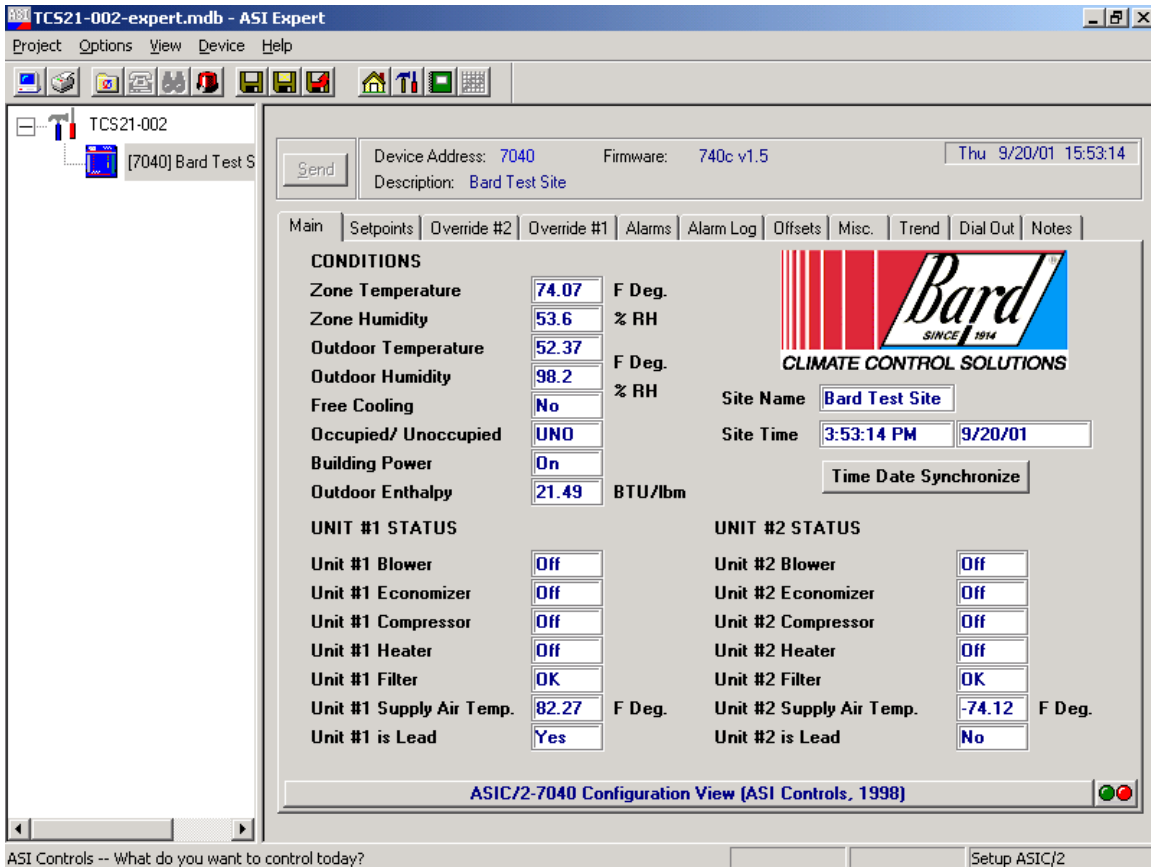 ASI TCS21-002-expert.mdb - ASI Expert
Project Options View Device Help
TCS21-002
[7040] Bard Test S
Send
Device Address: 7040 Firmware: 740c v1.5
Thu 9/20/01 15:53:14
Description: Bard Test Site
Main Setpoints Override #2 Override #1 Alarms Alarm Log Offsets Misc. Trend Dial Out Notes
CONDITIONS
Zone Temperature 74.07 F Deg.
Zone Humidity 53.6 % RH
Outdoor Temperature 52.37 F Deg.
Outdoor Humidity 98.2 % RH
Free Cooling No
Occupied/ Unoccupied UNO
Building Power On
Outdoor Enthalpy 21.49 BTU/lbm
Bard ®
SINCE 1914
CLIMATE CONTROL SOLUTIONS
Site Name Bard Test Site
Site Time 3:53:14 PM 9/20/01
Time Date Synchronize
UNIT #1 STATUS
Unit #1 Blower Off
Unit #1 Economizer Off
Unit #1 Compressor Off
Unit #1 Heater Off
Unit #1 Filter OK
Unit #1 Supply Air Temp. 82.27 F Deg.
Unit #1 is Lead Yes
UNIT #2 STATUS
Unit #2 Blower Off
Unit #2 Economizer Off
Unit #2 Compressor Off
Unit #2 Heater Off
Unit #2 Filter OK
Unit #2 Supply Air Temp. -74.12 F Deg.
Unit #2 is Lead No
ASIC/2-7040 Configuration View (ASI Controls, 1998)
ASI Controls -- What do you want to control today?
Setup ASIC/2